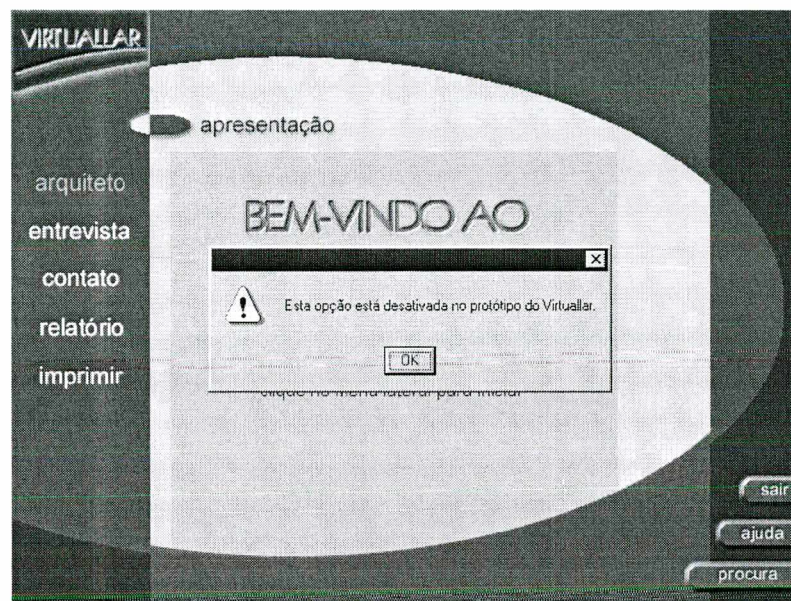 VIRTUALLAR
apresentação
arquiteto
entrevista
contato
relatório
imprimir
BEM-VINDO AO
Esta opção está desativada no protótipo do Virtuallar.
OK
clique no menu lateral para iniciar
sair
ajuda
procura